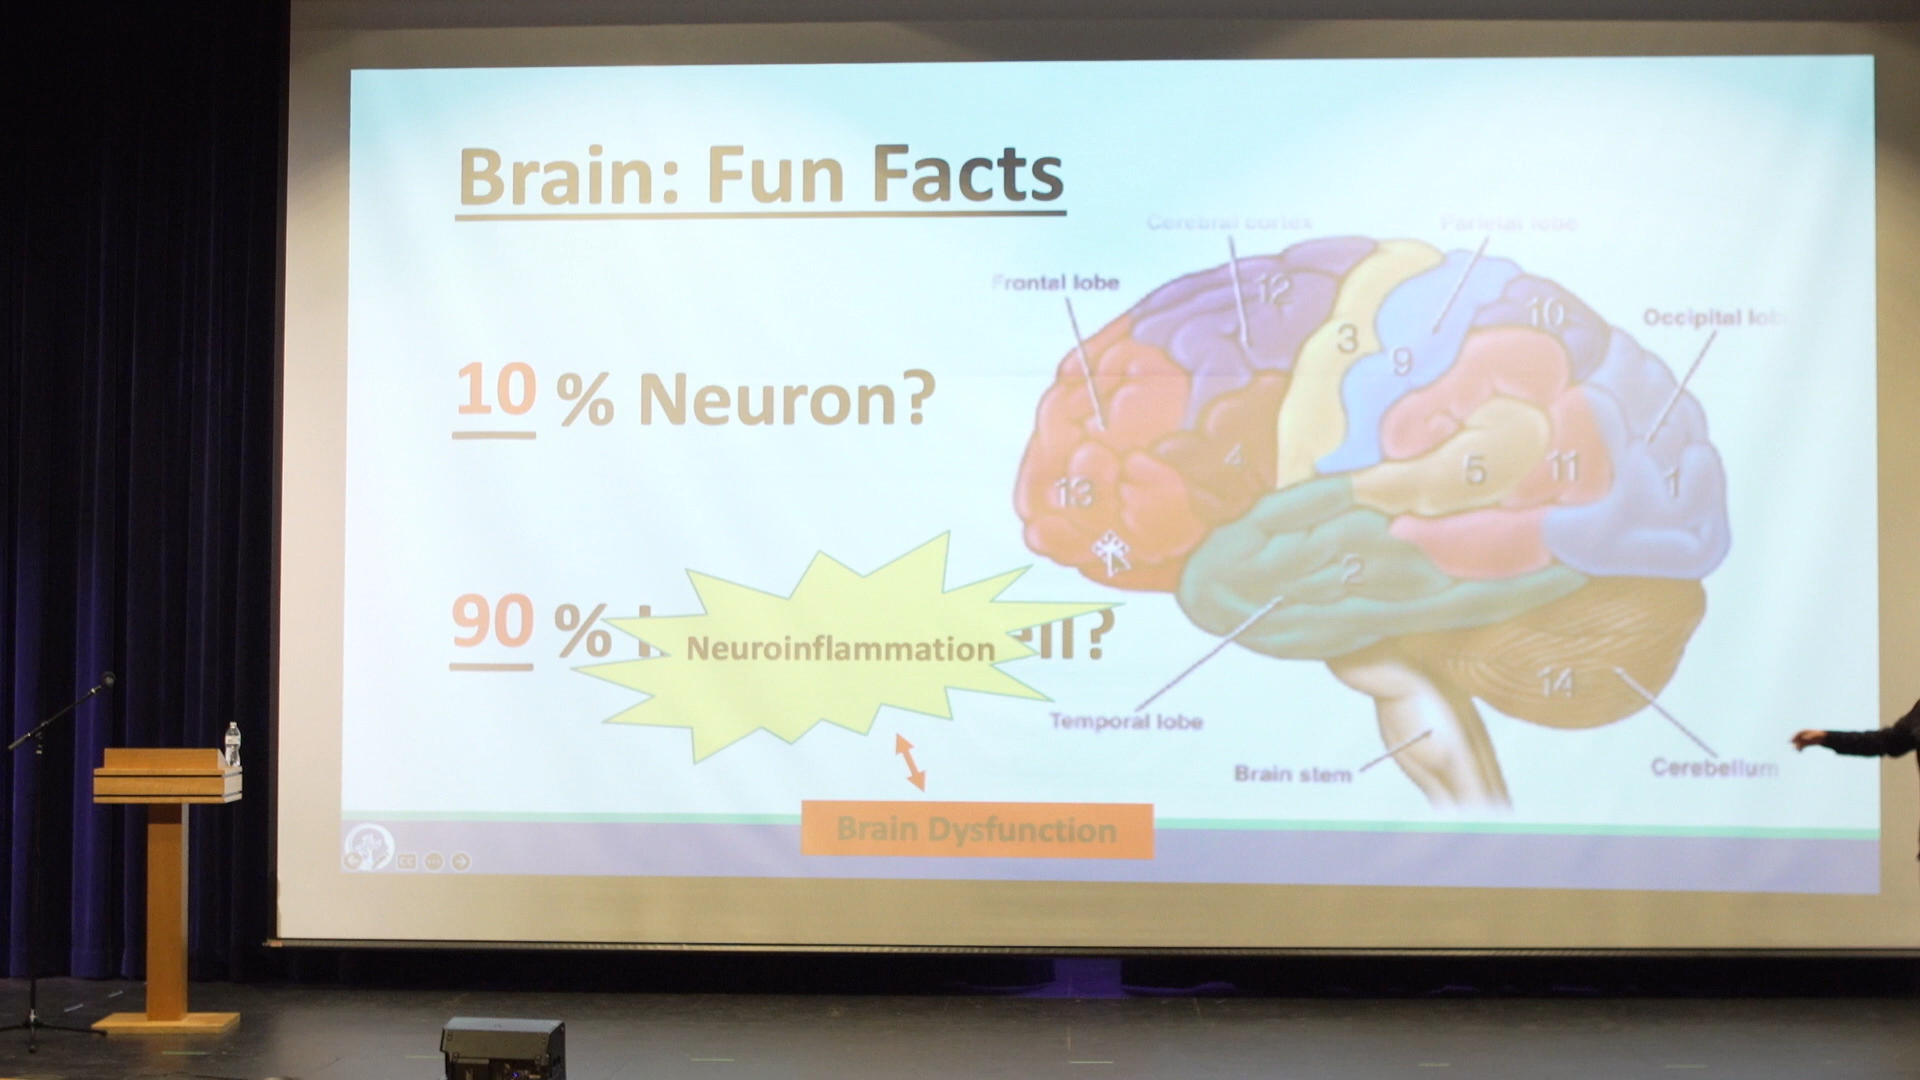 Brain: Fun Facts
Cerebral cortex
Parietal lobe
Frontal lobe
Occipital lob
12
3
10
9
10 % Neuron?
4
5
11
1
13
2
90 %
Neuroinflammation
ll?
14
Temporal lobe
Brain stem
Cerebellum
Brain Dysfunction
CC